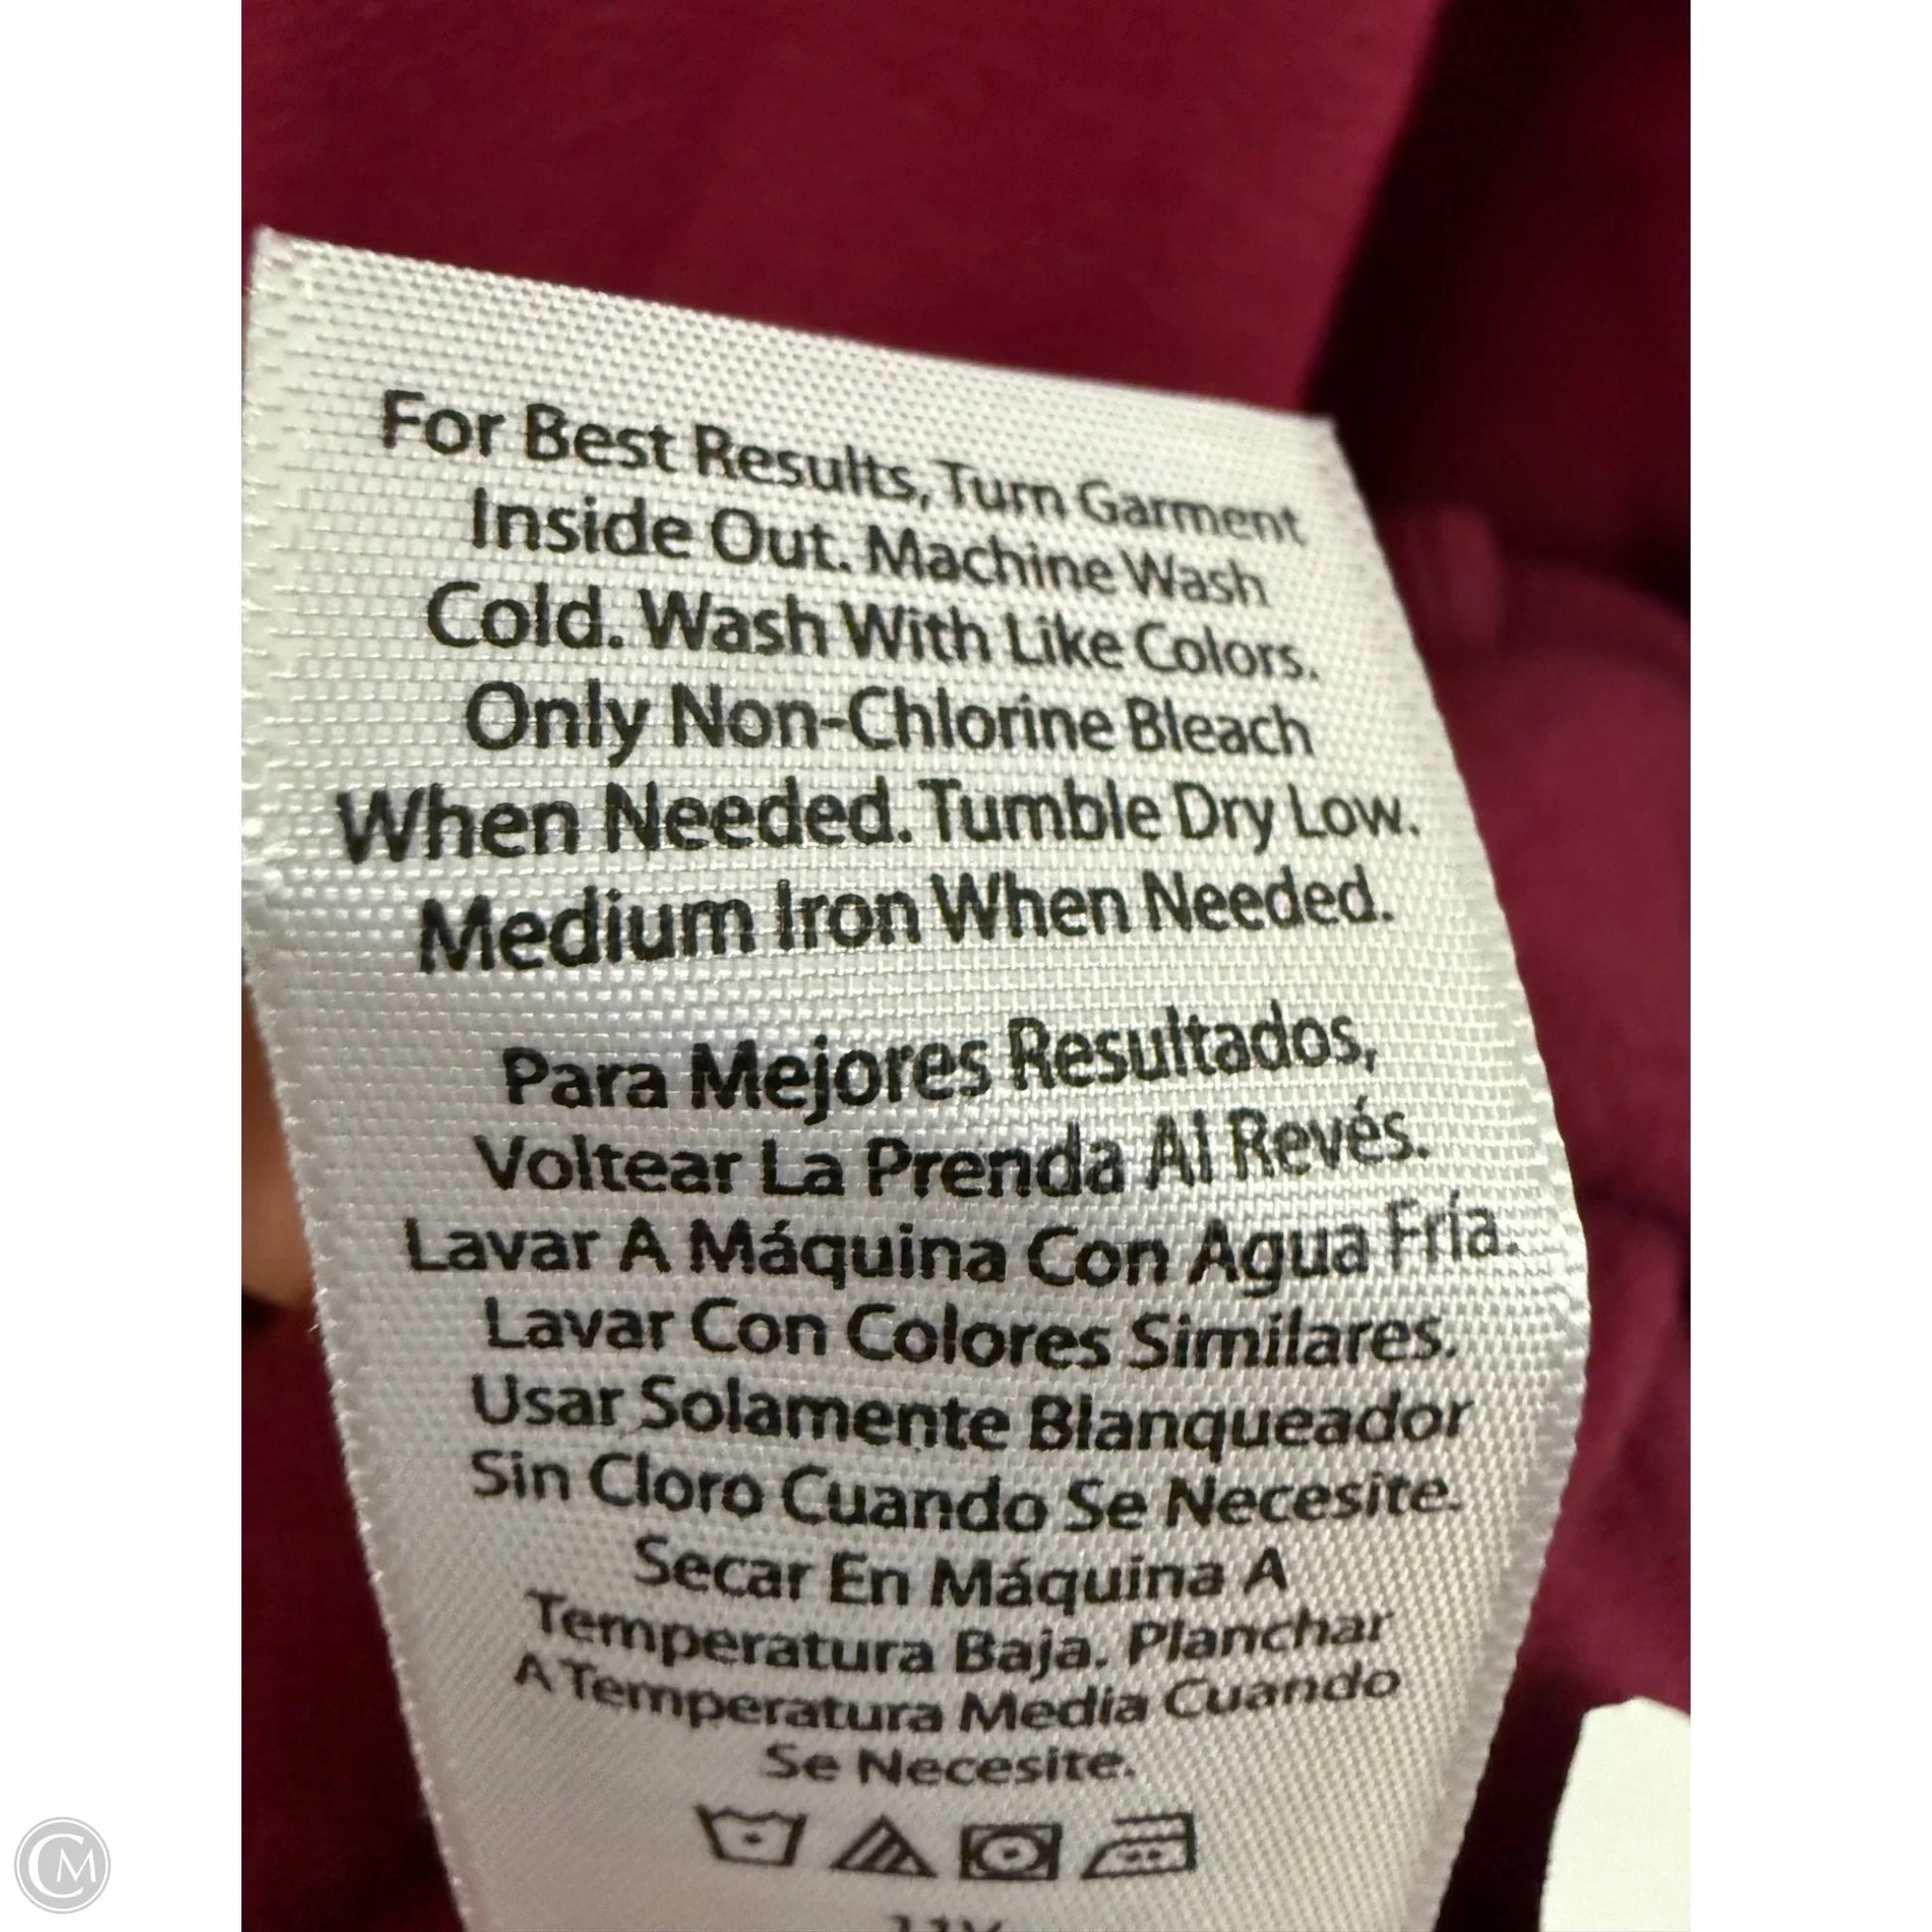 For Best Results, Turn Garment
Inside Out. Machine Wash
Cold. Wash With Like Colors.
Only Non-Chlorine Bleach
When Needed. Tumble Dry Low.
Medium Iron When Needed.
Para Mejores Resultados,
Voltear La Prenda Al Revés.
Lavar A Máquina Con Agua Fría.
Lavar Con Colores Similares.
Usar Solamente Blanqueador
Sin Cloro Cuando Se Necesite.
Secar En Máquina A
Temperatura Baja. Planchar
A Temperatura Media Cuando
Se Necesite.
CM